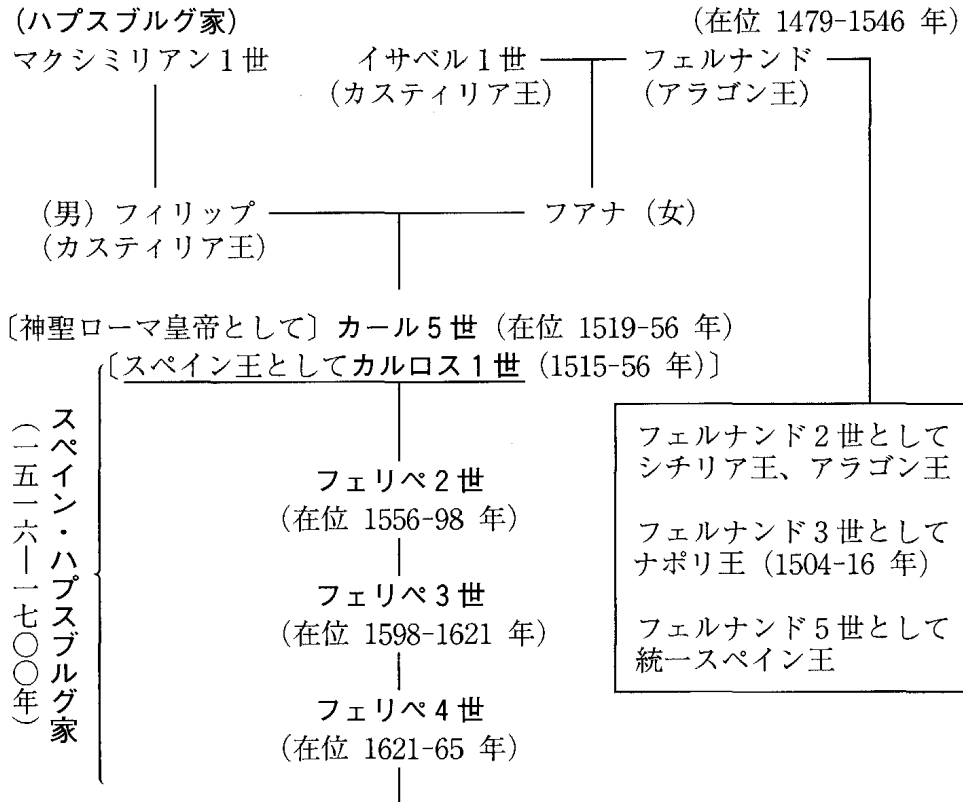 (ハプスブルグ家)
(在位 1479-1546 年)
マクシミリアン1世
イサベル1世
フェルナンド
(カスティリア王)
(アラゴン王)
(男) フィリップ
フアナ (女)
(カスティリア王)
〔神聖ローマ皇帝として〕カール5世 (在位 1519-56 年)
〔スペイン王としてカルロス1世 (1515-56 年)〕
スペイン・ハプスブルグ家
(一五一六―一七〇〇年)
フェリペ2世
(在位 1556-98 年)
フェリペ3世
(在位 1598-1621 年)
フェリペ4世
(在位 1621-65 年)
フェルナンド2世として
シチリア王、アラゴン王
フェルナンド3世として
ナポリ王 (1504-16 年)
フェルナンド5世として
統一スペイン王